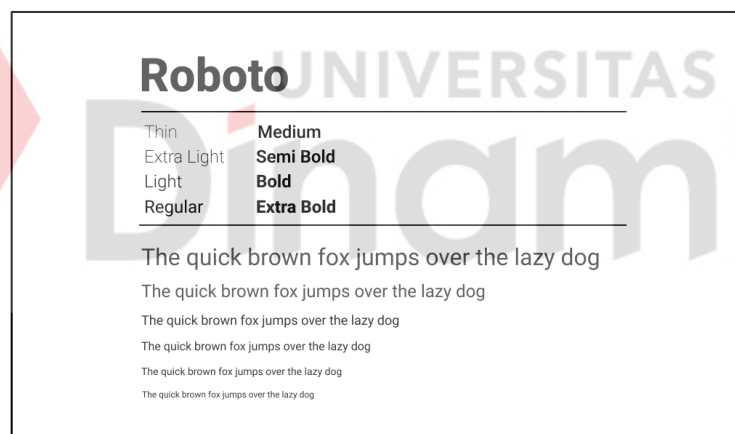 UNIVERSITAS
Dinam
Roboto
Thin Medium
Extra Light Semi Bold
Light Bold
Regular Extra Bold
The quick brown fox jumps over the lazy dog
The quick brown fox jumps over the lazy dog
The quick brown fox jumps over the lazy dog
The quick brown fox jumps over the lazy dog
The quick brown fox jumps over the lazy dog
The quick brown fox jumps over the lazy dog